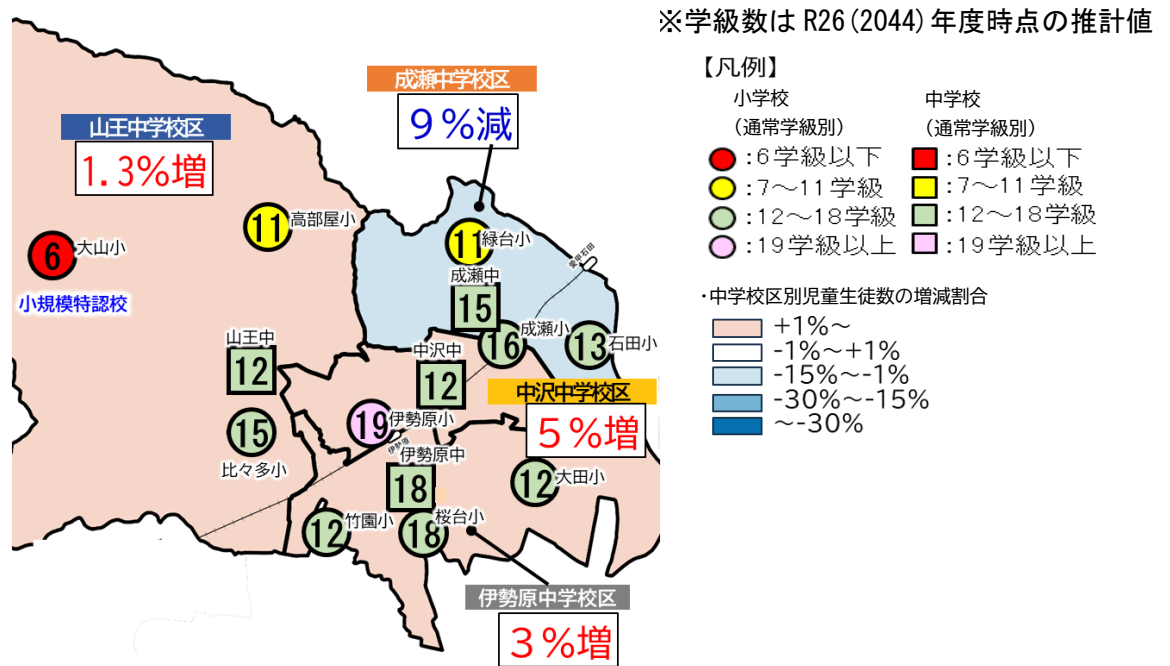 ※学級数は R26(2044)年度時点の推計値
【凡例】
小学校
(通常学級別)
:6学級以下
:7～11学級
:12～18学級
:19学級以上
中学校
(通常学級別)
:6学級以下
:7～11学級
:12～18学級
:19学級以上
・中学校区別児童生徒数の増減割合
+1%～
-1%～+1%
-15%～-1%
-30%～-15%
～-30%
成瀬中学校区
9%減
山王中学校区
1.3%増
11
高部屋小
6
大山小
小規模特認校
11
緑台小
愛甲石田
成瀬中
15
16
成瀬小
13
石田小
山王中
12
中沢中
12
中沢中学校区
5%増
19
伊勢原小
伊勢原
15
比々多小
伊勢原中
18
12
大田小
12
竹園小
18
桜台小
伊勢原中学校区
3%増